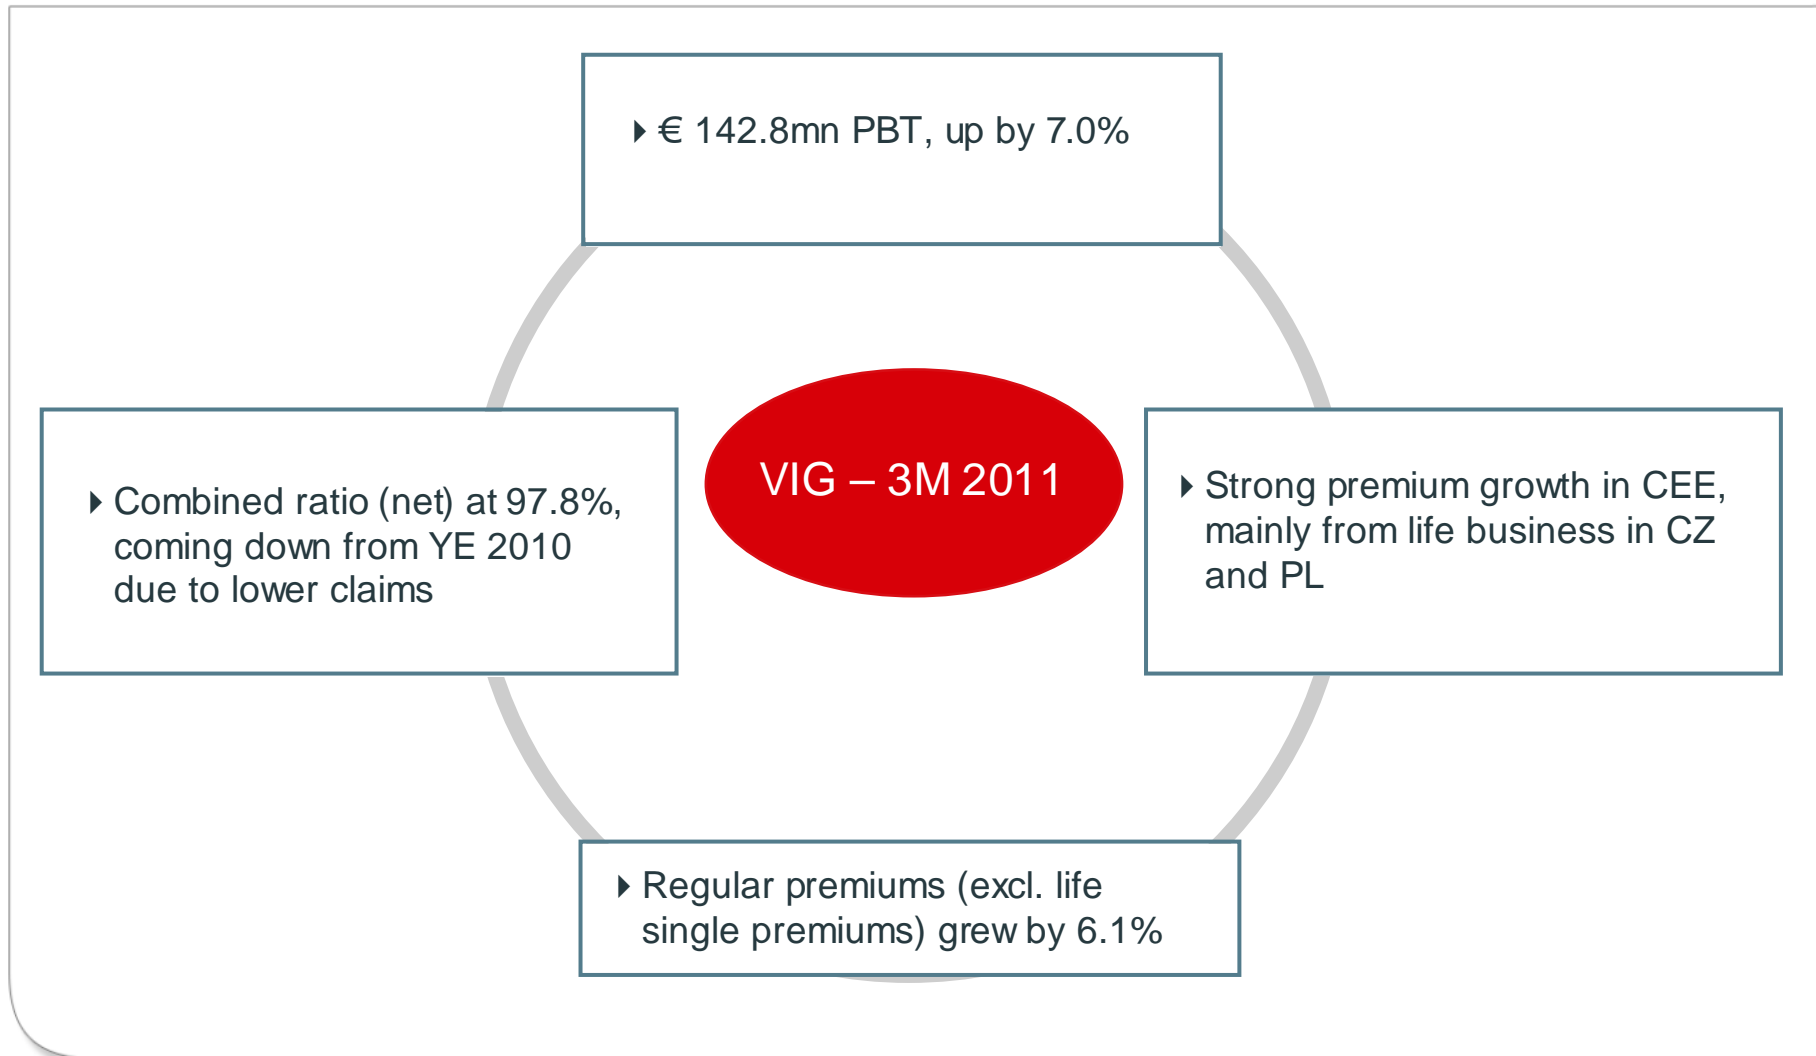 € 142.8mn PBT, up by 7.0%
VIG – 3M 2011
Combined ratio (net) at 97.8%,
coming down from YE 2010
due to lower claims
Strong premium growth in CEE,
mainly from life business in CZ
and PL
Regular premiums (excl. life
single premiums) grew by 6.1%